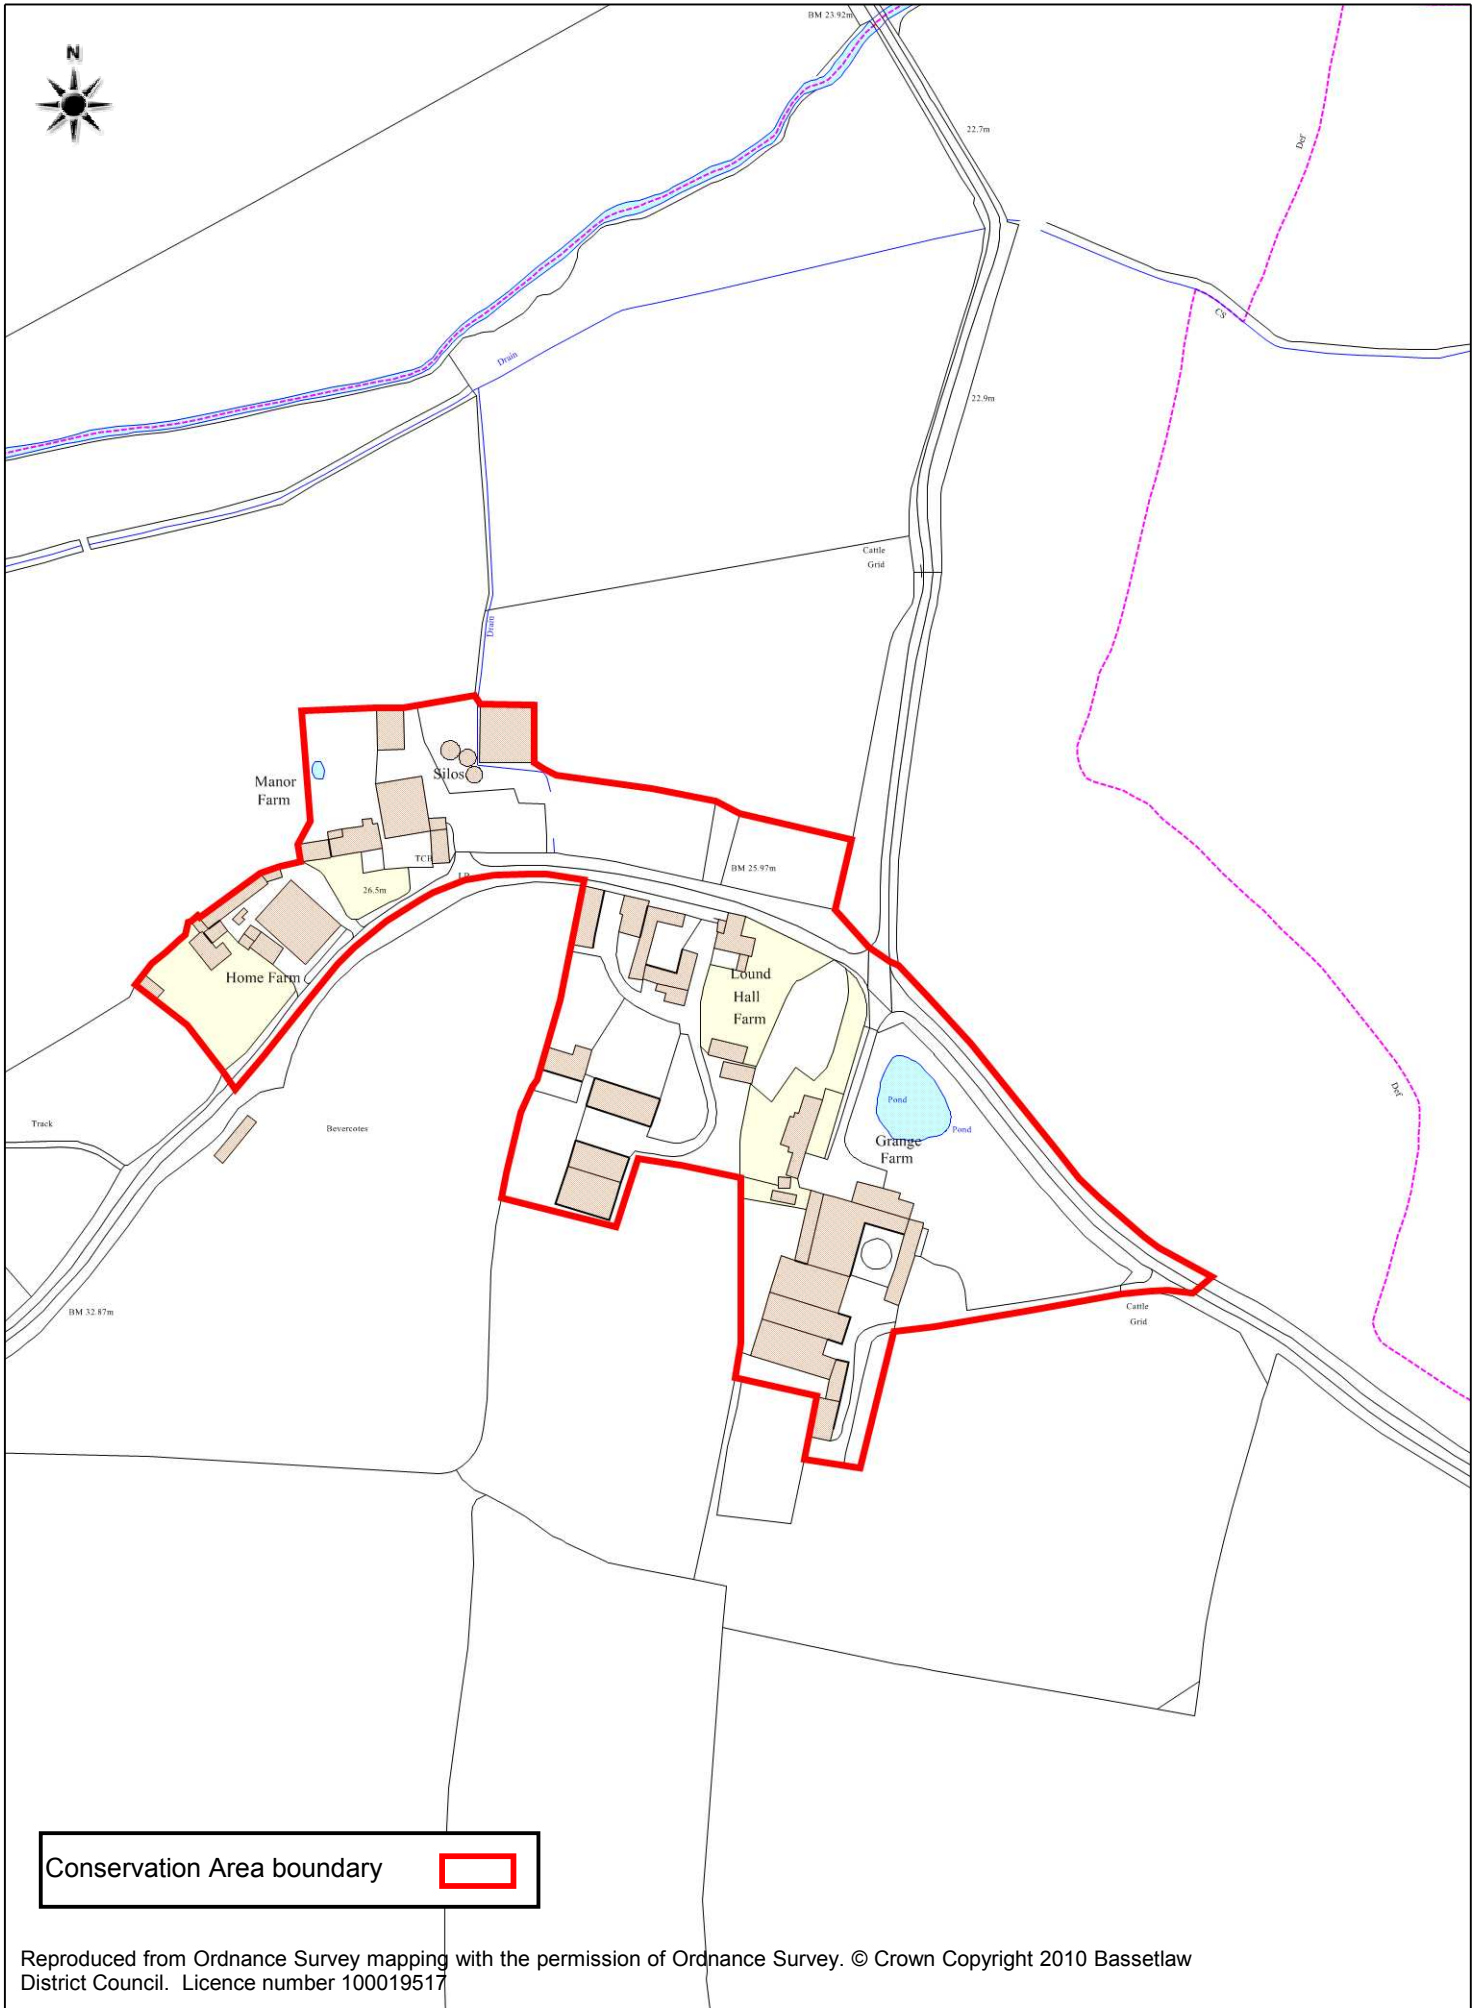 BM 23.92m
N
22.7m
Def
CS
Drain
22.9m
Cattle
Grid
Drain
Manor
Farm
Silos
TCB
LB
BM 25.97m
26.5m
Home Farm
Lound
Hall
Farm
Def
Pond
Pond
Track
Bevercotes
Grange
Farm
BM 32.87m
Cattle
Grid
Conservation Area boundary
Reproduced from Ordnance Survey mapping with the permission of Ordnance Survey. © Crown Copyright 2010 Bassetlaw
District Council. Licence number 100019517